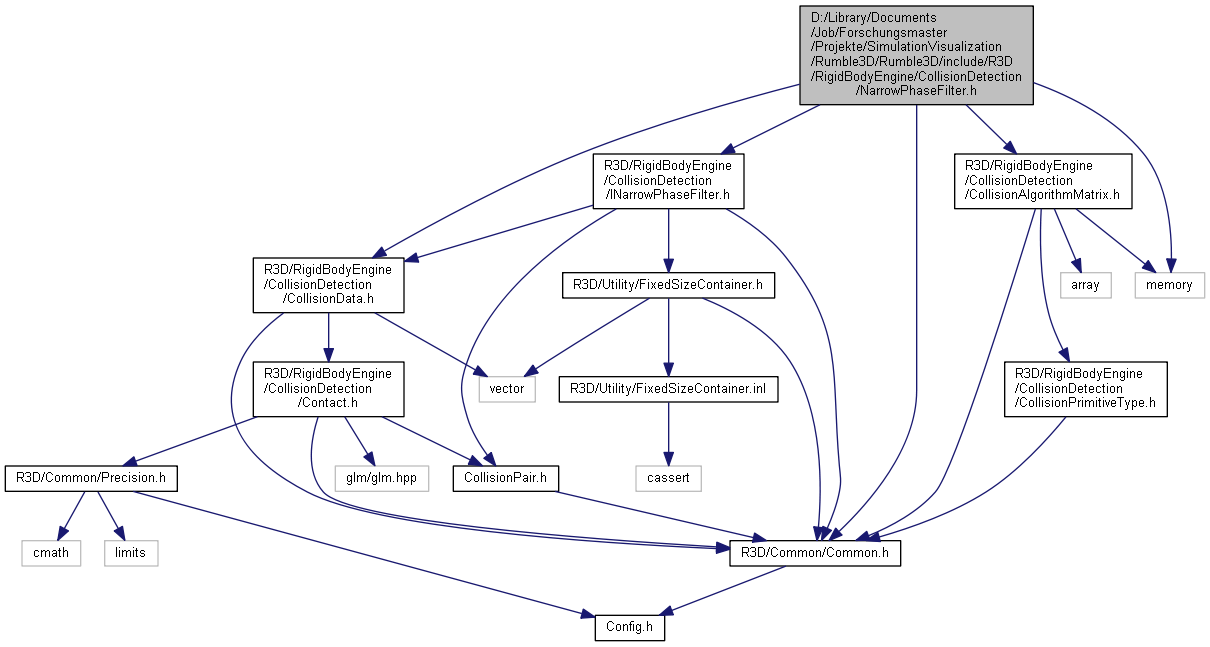 D:/Library/Documents
/Job/Forschungsmaster
/Projekte/SimulationVisualization
/Rumble3D/Rumble3D/include/R3D
/RigidBodyEngine/CollisionDetection
/NarrowPhaseFilter.h
R3D/RigidBodyEngine
/CollisionDetection
/INarrowPhaseFilter.h
R3D/RigidBodyEngine
/CollisionDetection
/CollisionAlgorithmMatrix.h
R3D/RigidBodyEngine
/CollisionDetection
/CollisionData.h
R3D/Utility/FixedSizeContainer.h
array
memory
R3D/RigidBodyEngine
/CollisionDetection
/Contact.h
vector
R3D/Utility/FixedSizeContainer.inl
R3D/RigidBodyEngine
/CollisionDetection
/CollisionPrimitiveType.h
R3D/Common/Precision.h
glm/glm.hpp
CollisionPair.h
cassert
cmath
limits
R3D/Common/Common.h
Config.h